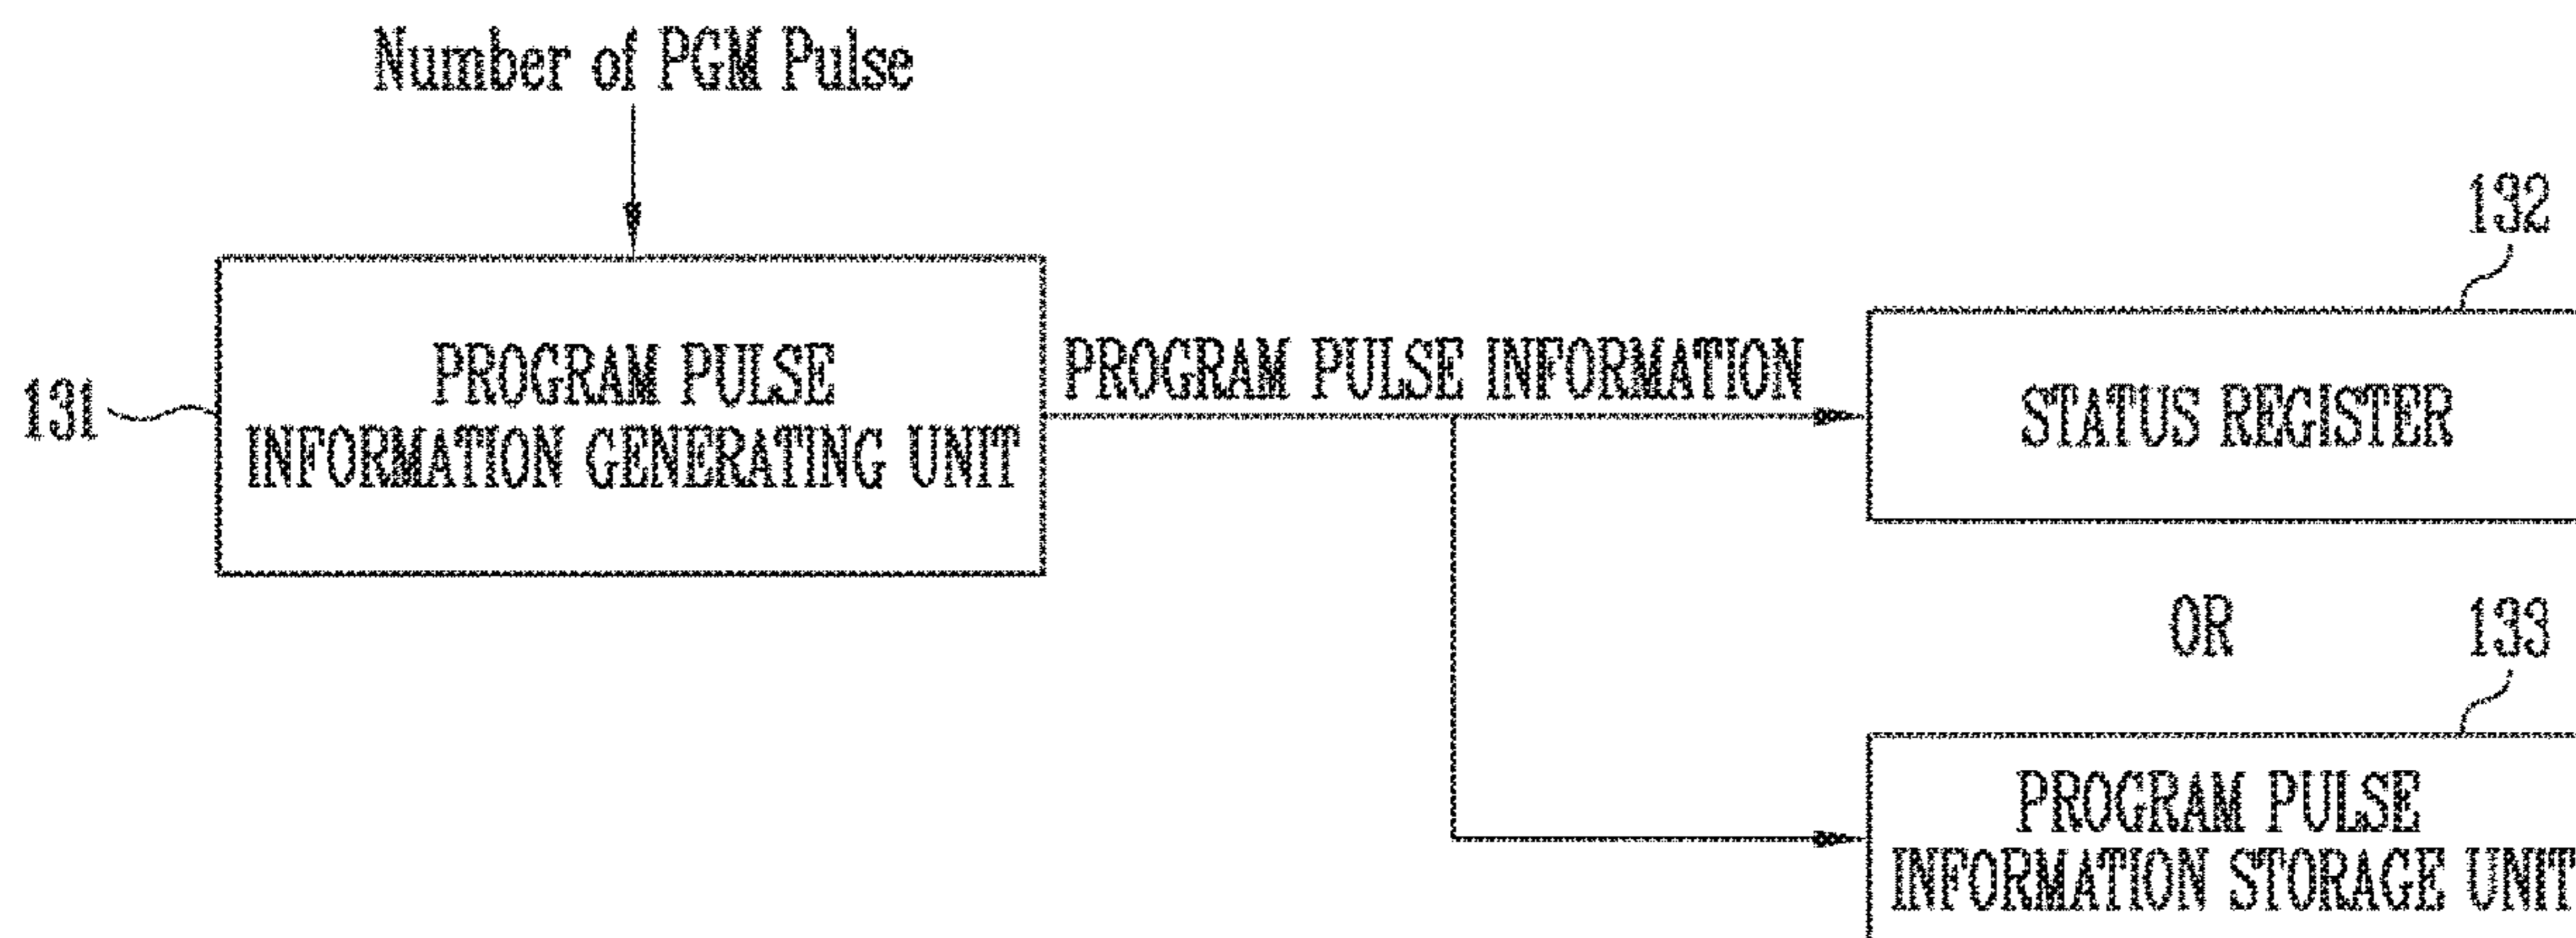 Number of PGM Pulse
132
PROGRAM PULSE INFORMATION
131
PROGRAM PULSE
INFORMATION GENERATING UNIT
STATUS REGISTER
OR
133
PROGRAM PULSE
INFORMATION STORAGE UNIT